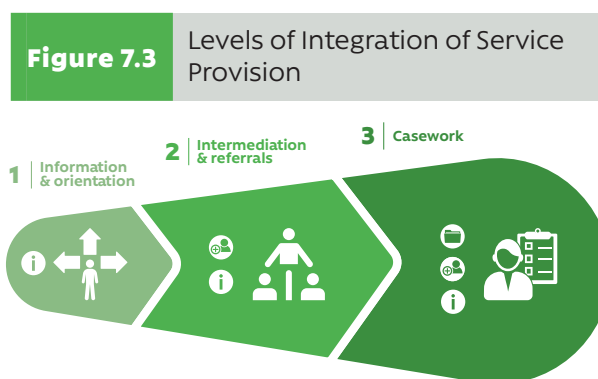 Figure 7.3
Levels of Integration of Service
Provision
1
Information
& orientation
2
Intermediation
& referrals
3
Casework
i
i
i